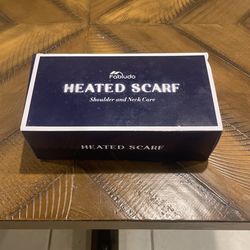 Fabludo
HEATED SCARF
Shoulder and Neck Care
HEATED SCARF